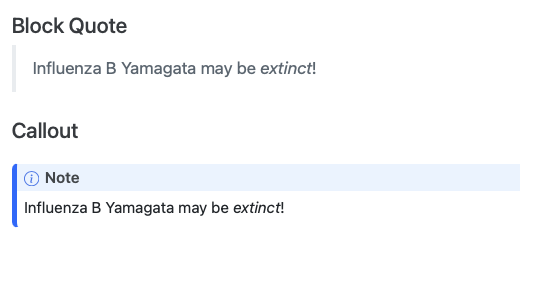 Block Quote
Influenza B Yamagata may be extinct!
Callout
Note
Influenza B Yamagata may be extinct!